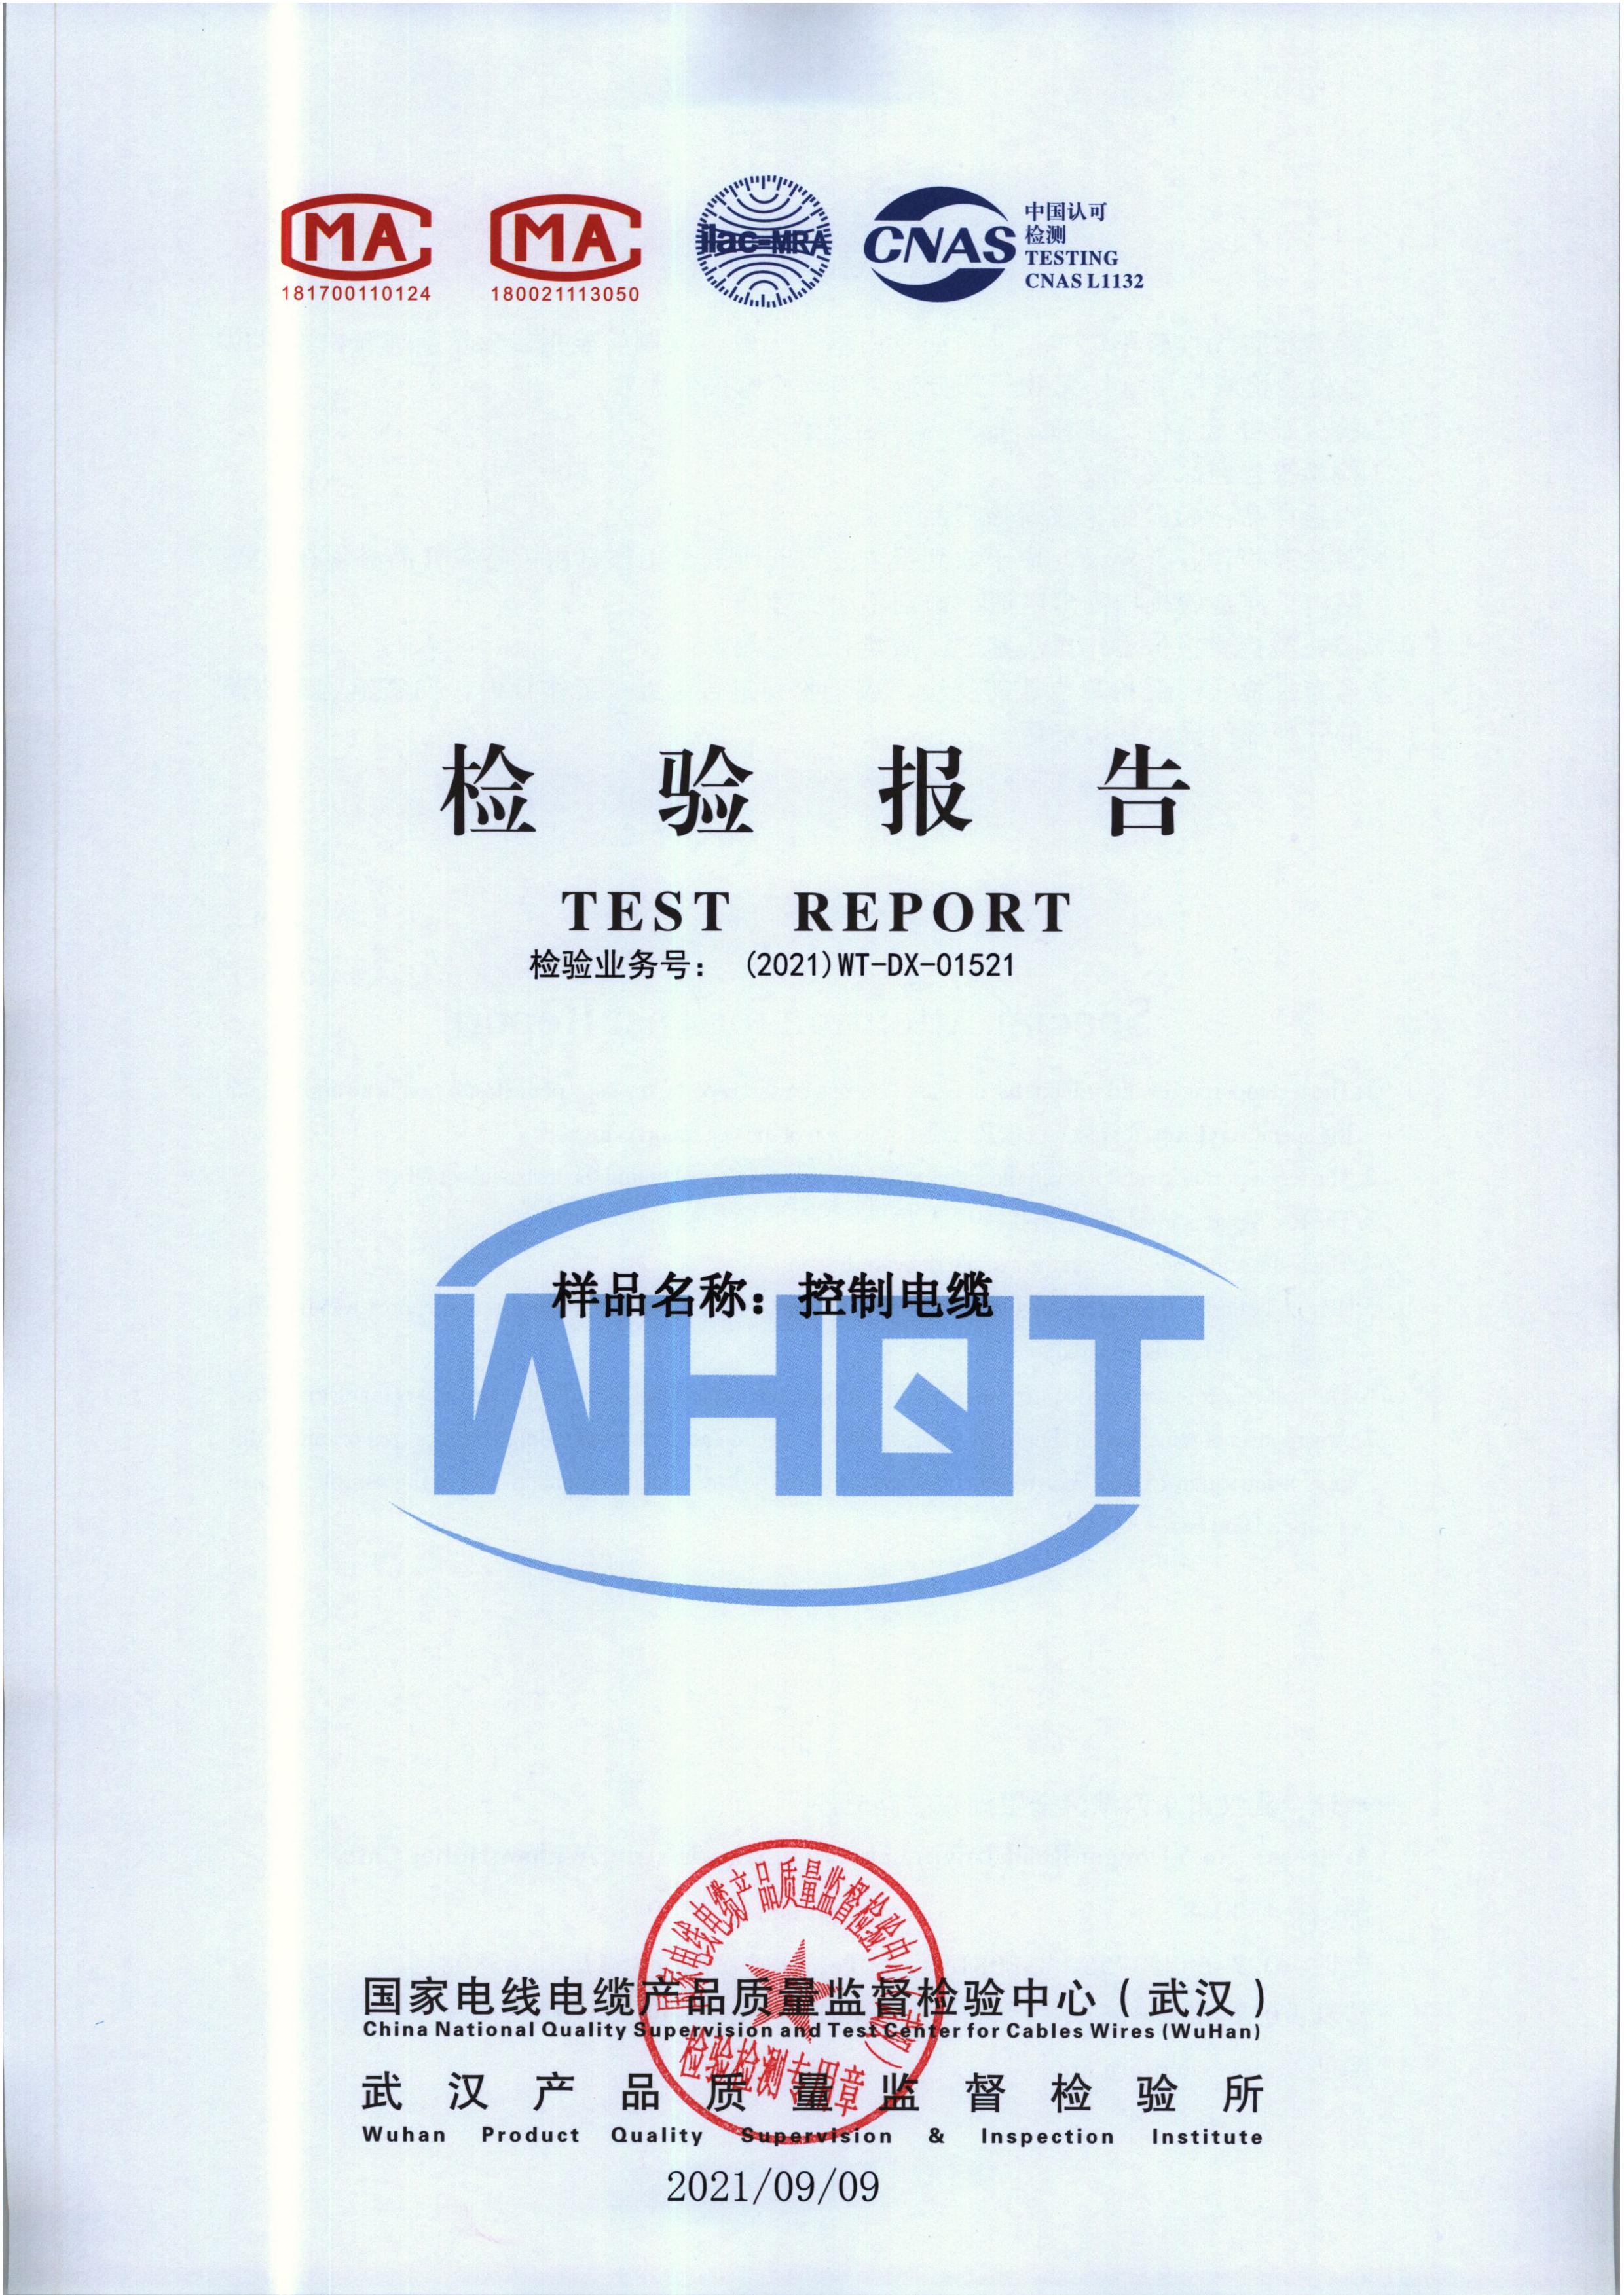 MA
181700110124
MA
180021113050
ilac-MRA
CNAS
中国认可
检测
TESTING
CNAS L1132
检验报告
TEST REPORT
检验业务号： (2021)WT-DX-01521
样品名称：控制电缆
WHQT
国家电线电缆产品质量监督检验中心（武汉）
检验检测专用章
国家电线电缆产品质量监督检验中心（武汉）
China National Quality Supervision and Test Center for Cables Wires (WuHan)
武汉产品质量监督检验所
Wuhan Product Quality Supervision & Inspection Institute
2021/09/09